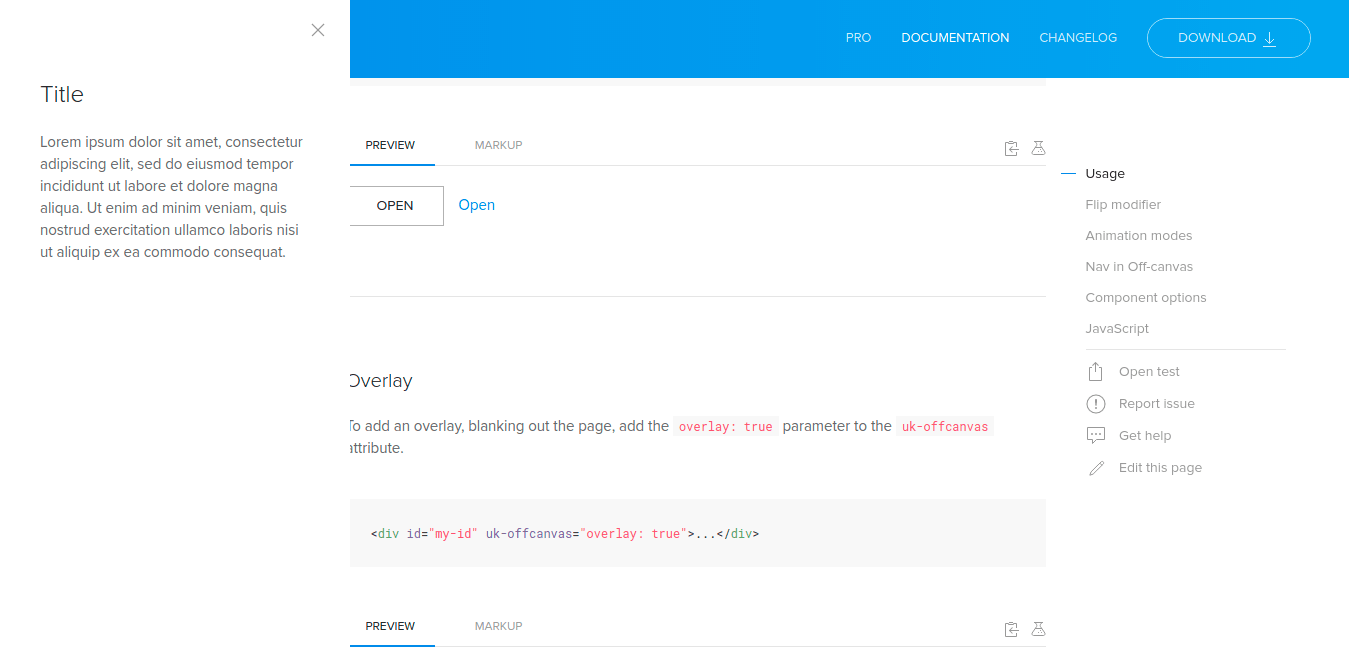 PRO
DOCUMENTATION
CHANGELOG
DOWNLOAD
Title
Lorem ipsum dolor sit amet, consectetur
adipiscing elit, sed do eiusmod tempor
incididunt ut labore et dolore magna
aliqua. Ut enim ad minim veniam, quis
nostrud exercitation ullamco laboris nisi
ut aliquip ex ea commodo consequat.
PREVIEW
MARKUP
OPEN
Open
Overlay
To add an overlay, blanking out the page, add the overlay: true parameter to the uk-offcanvas
attribute.
<div id="my-id" uk-offcanvas="overlay: true">...</div>
PREVIEW
MARKUP
Usage
Flip modifier
Animation modes
Nav in Off-canvas
Component options
JavaScript
Open test
Report issue
Get help
Edit this page